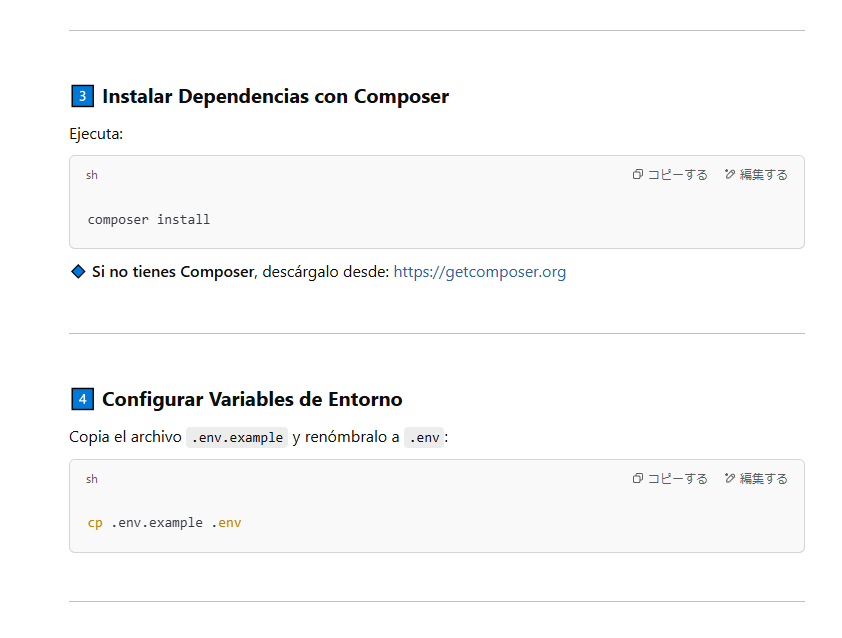 3 Instalar Dependencias con Composer
Ejecuta:
sh コピーする 編集する
composer install
Si no tienes Composer, descárgalo desde: https://getcomposer.org
4 Configurar Variables de Entorno
Copia el archivo .env.example y renómbralo a .env:
sh コピーする 編集する
cp .env.example .env